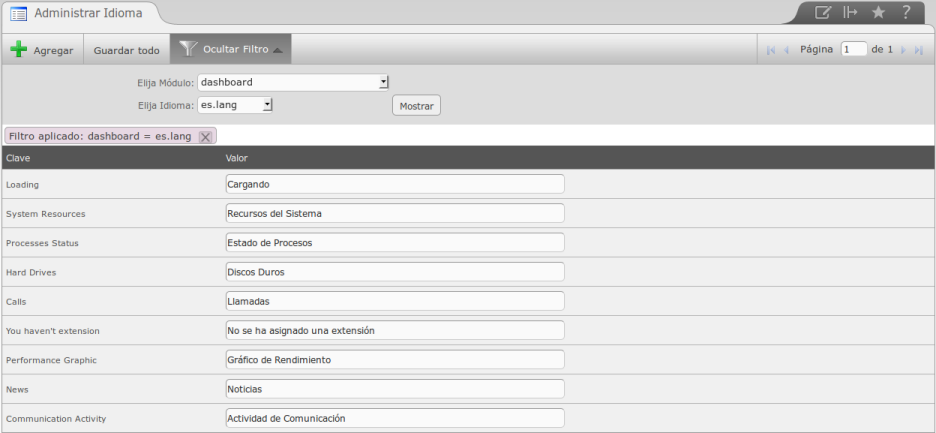 Administrar Idioma ?
Agregar Guardar todo Ocultar Filtro Página 1 de 1
Elija Módulo: dashboard
Elija Idioma: es.lang Mostrar
Filtro aplicado: dashboard = es.lang X
Clave Valor
Loading Cargando
System Resources Recursos del Sistema
Processes Status Estado de Procesos
Hard Drives Discos Duros
Calls Llamadas
You haven't extension No se ha asignado una extensión
Performance Graphic Gráfico de Rendimiento
News Noticias
Communication Activity Actividad de Comunicación